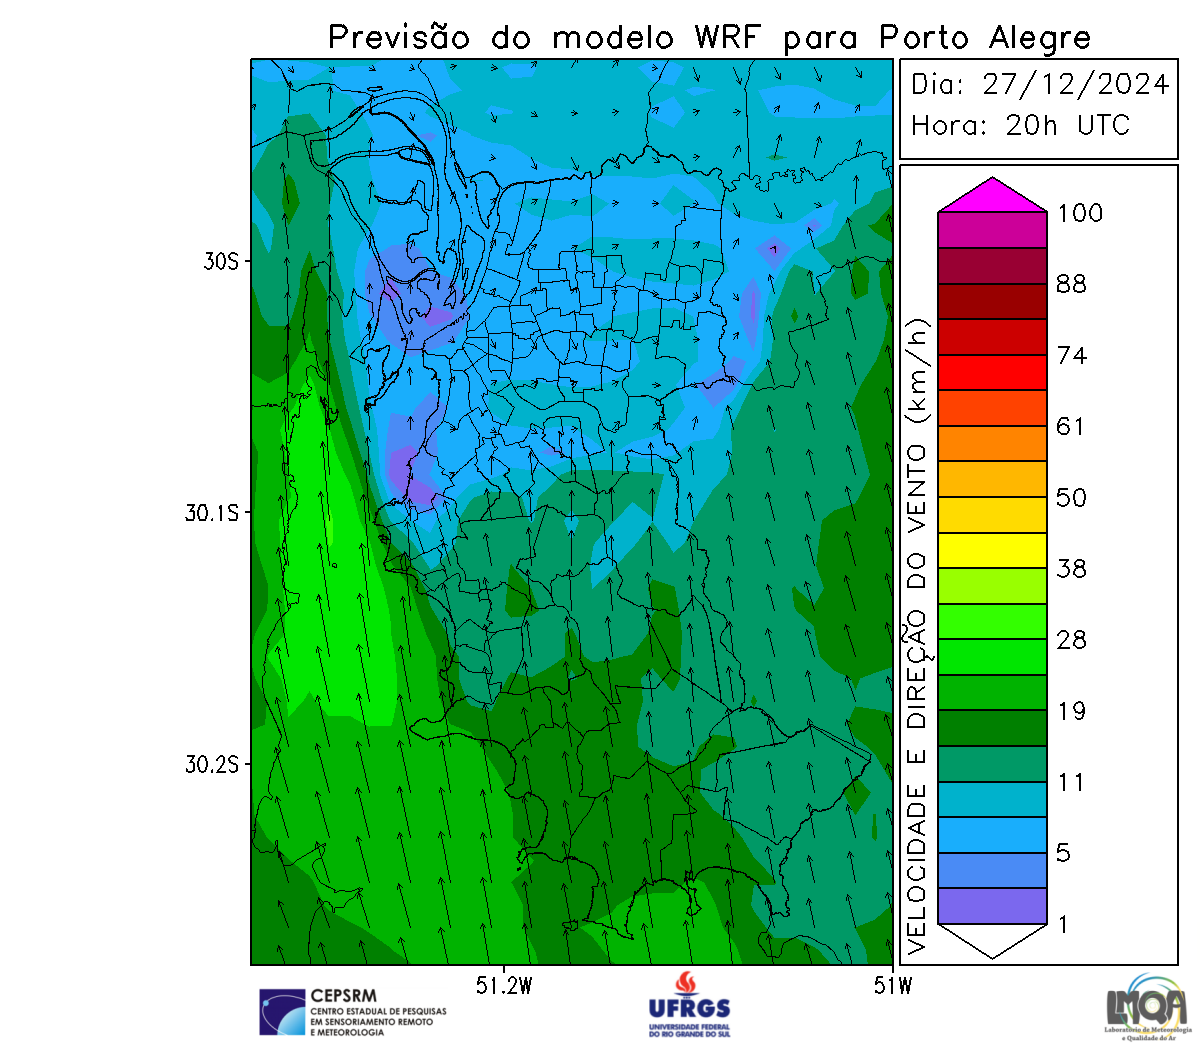 Previsão do modelo WRF para Porto Alegre
Dia: 27/12/2024
Hora: 20h UTC
30S
30.1S
30.2S
51.2W
51W
VELOCIDADE E DIREÇÃO DO VENTO (km/h)
100
88
74
61
50
38
28
19
11
5
1
CEPSRM
CENTRO ESTADUAL DE PESQUISAS
EM SENSORIAMENTO REMOTO
E METEOROLOGIA
UFRGS
UNIVERSIDADE FEDERAL
DO RIO GRANDE DO SUL
LMQA
Laboratório de Meteorologia
e Qualidade do Ar